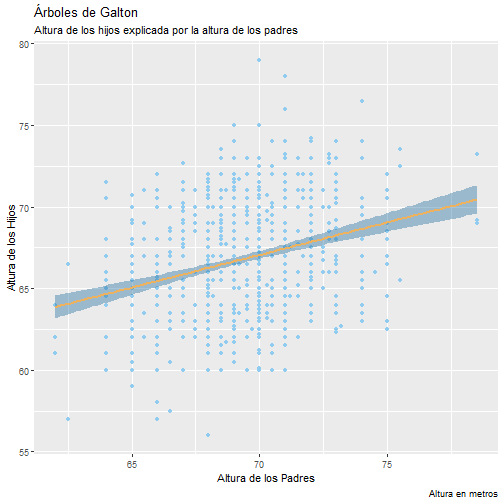 Árboles de Galton
Altura de los hijos explicada por la altura de los padres
80
75
70
65
60
55
Altura de los Hijos
65
70
75
Altura de los Padres
Altura en metros